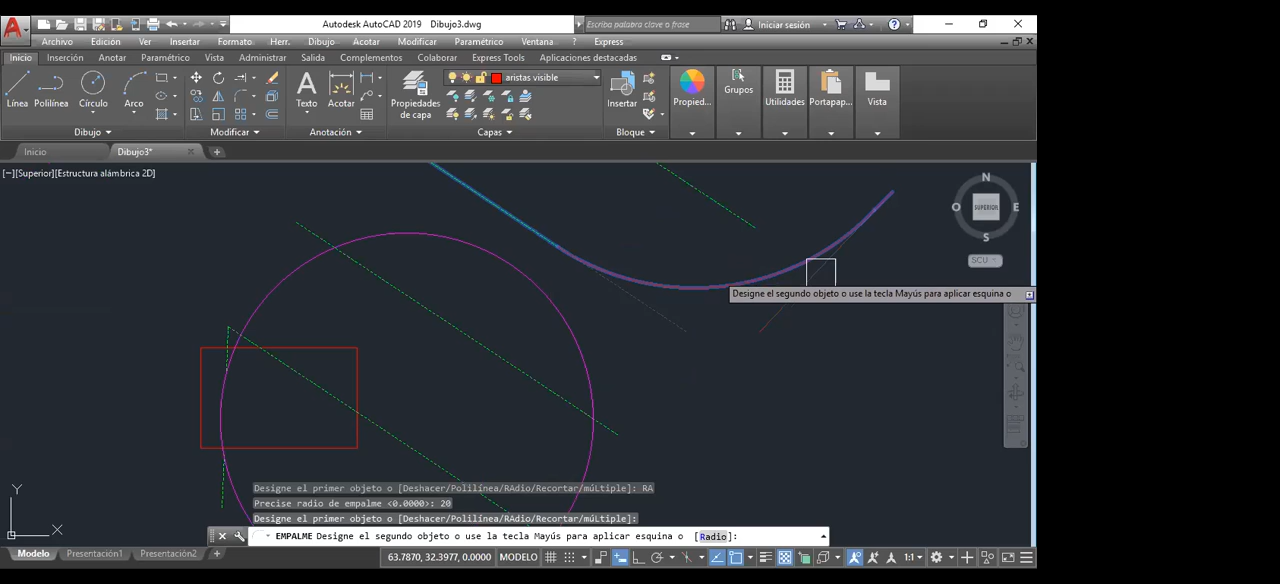 Autodesk AutoCAD 2019 Dibujo3.dwg
Escriba palabra clave o frase
Iniciar sesión
Archivo Edición Ver Insertar Formato Herr. Dibujo Acotar Modificar Paramétrico Ventana ? Express
Inicio Inserción Anotar Paramétrico Vista Administrar Salida Complementos Colaborar Express Tools Aplicaciones destacadas
Línea Polilínea Círculo Arco
Texto Acotar
Propiedades de capa
aristas visible
Insertar
Propied...
Grupos
Utilidades
Portapap...
Vista
Dibujo Modificar Anotación Capas Bloque
Inicio Dibujo3* +
[−][Superior][Estructura alámbrica 2D]
N
O SUPERIOR E
S
SCU
Designe el segundo objeto o use la tecla Mayús para aplicar esquina o
Designe el primer objeto o [Deshacer/Polilínea/RAdio/Recortar/múLtiple]: RA
Precise radio de empalme <0.0000>: 20
Designe el primer objeto o [Deshacer/Polilínea/RAdio/Recortar/múLtiple]:
EMPALME Designe el segundo objeto o use la tecla Mayús para aplicar esquina o [Radio]:
Y
X
Modelo Presentación1 Presentación2 +
63.7870, 32.3977, 0.0000 MODELO 1:1